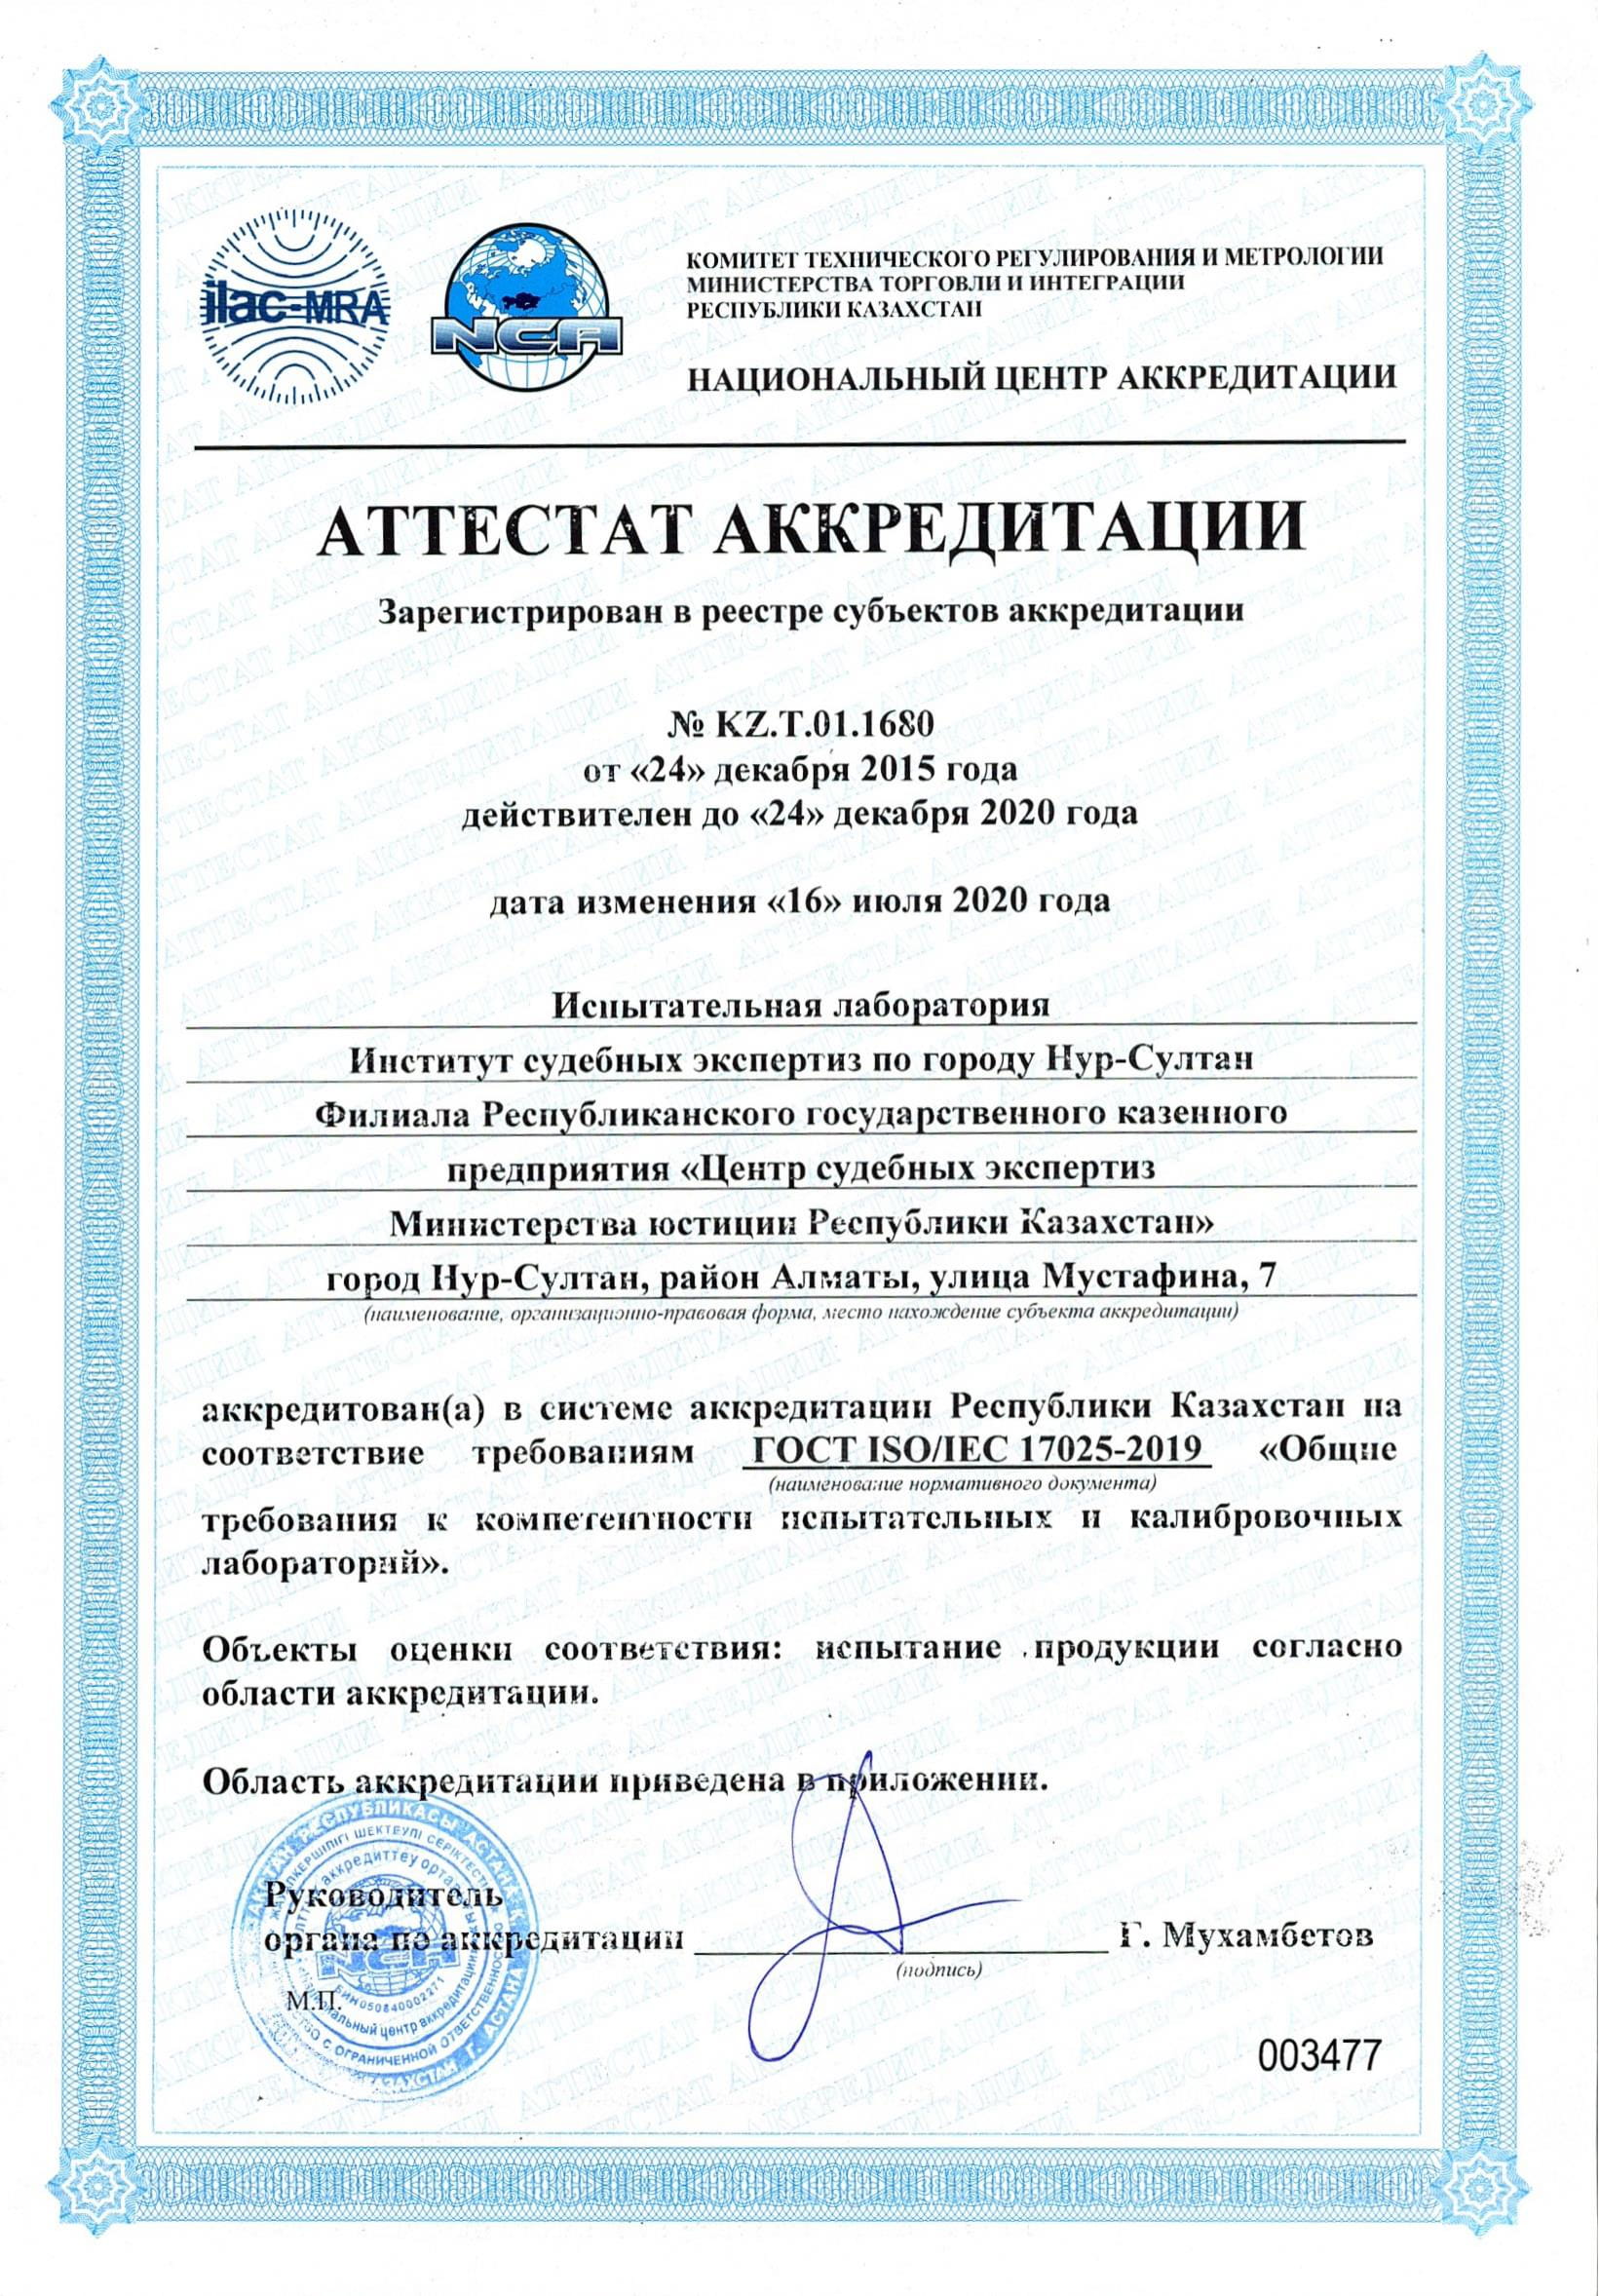 ilac-MRA
NCA
КОМИТЕТ ТЕХНИЧЕСКОГО РЕГУЛИРОВАНИЯ И МЕТРОЛОГИИ
МИНИСТЕРСТВА ТОРГОВЛИ И ИНТЕГРАЦИИ
РЕСПУБЛИКИ КАЗАХСТАН
НАЦИОНАЛЬНЫЙ ЦЕНТР АККРЕДИТАЦИИ
АТТЕСТАТ АККРЕДИТАЦИИ
Зарегистрирован в реестре субъектов аккредитации
№ KZ.T.01.1680
от «24» декабря 2015 года
действителен до «24» декабря 2020 года
дата изменения «16» июля 2020 года
Испытательная лаборатория
Институт судебных экспертиз по городу Нур-Султан
Филиала Республиканского государственного казенного
предприятия «Центр судебных экспертиз
Министерства юстиции Республики Казахстан»
город Нур-Султан, район Алматы, улица Мустафина, 7
(наименование, организационно-правовая форма, место нахождение субъекта аккредитации)
аккредитован(а) в системе аккредитации Республики Казахстан на
соответствие требованиям ГОСТ ISO/IEC 17025-2019 «Общие
(наименование нормативного документа)
требования к компетентности испытательных и калибровочных
лабораторий».
Объекты оценки соответствия: испытание продукции согласно
области аккредитации.
Область аккредитации приведена в приложении.
Руководитель
органа по аккредитации Г. Мухамбетов
(подпись)
М.П.
003477